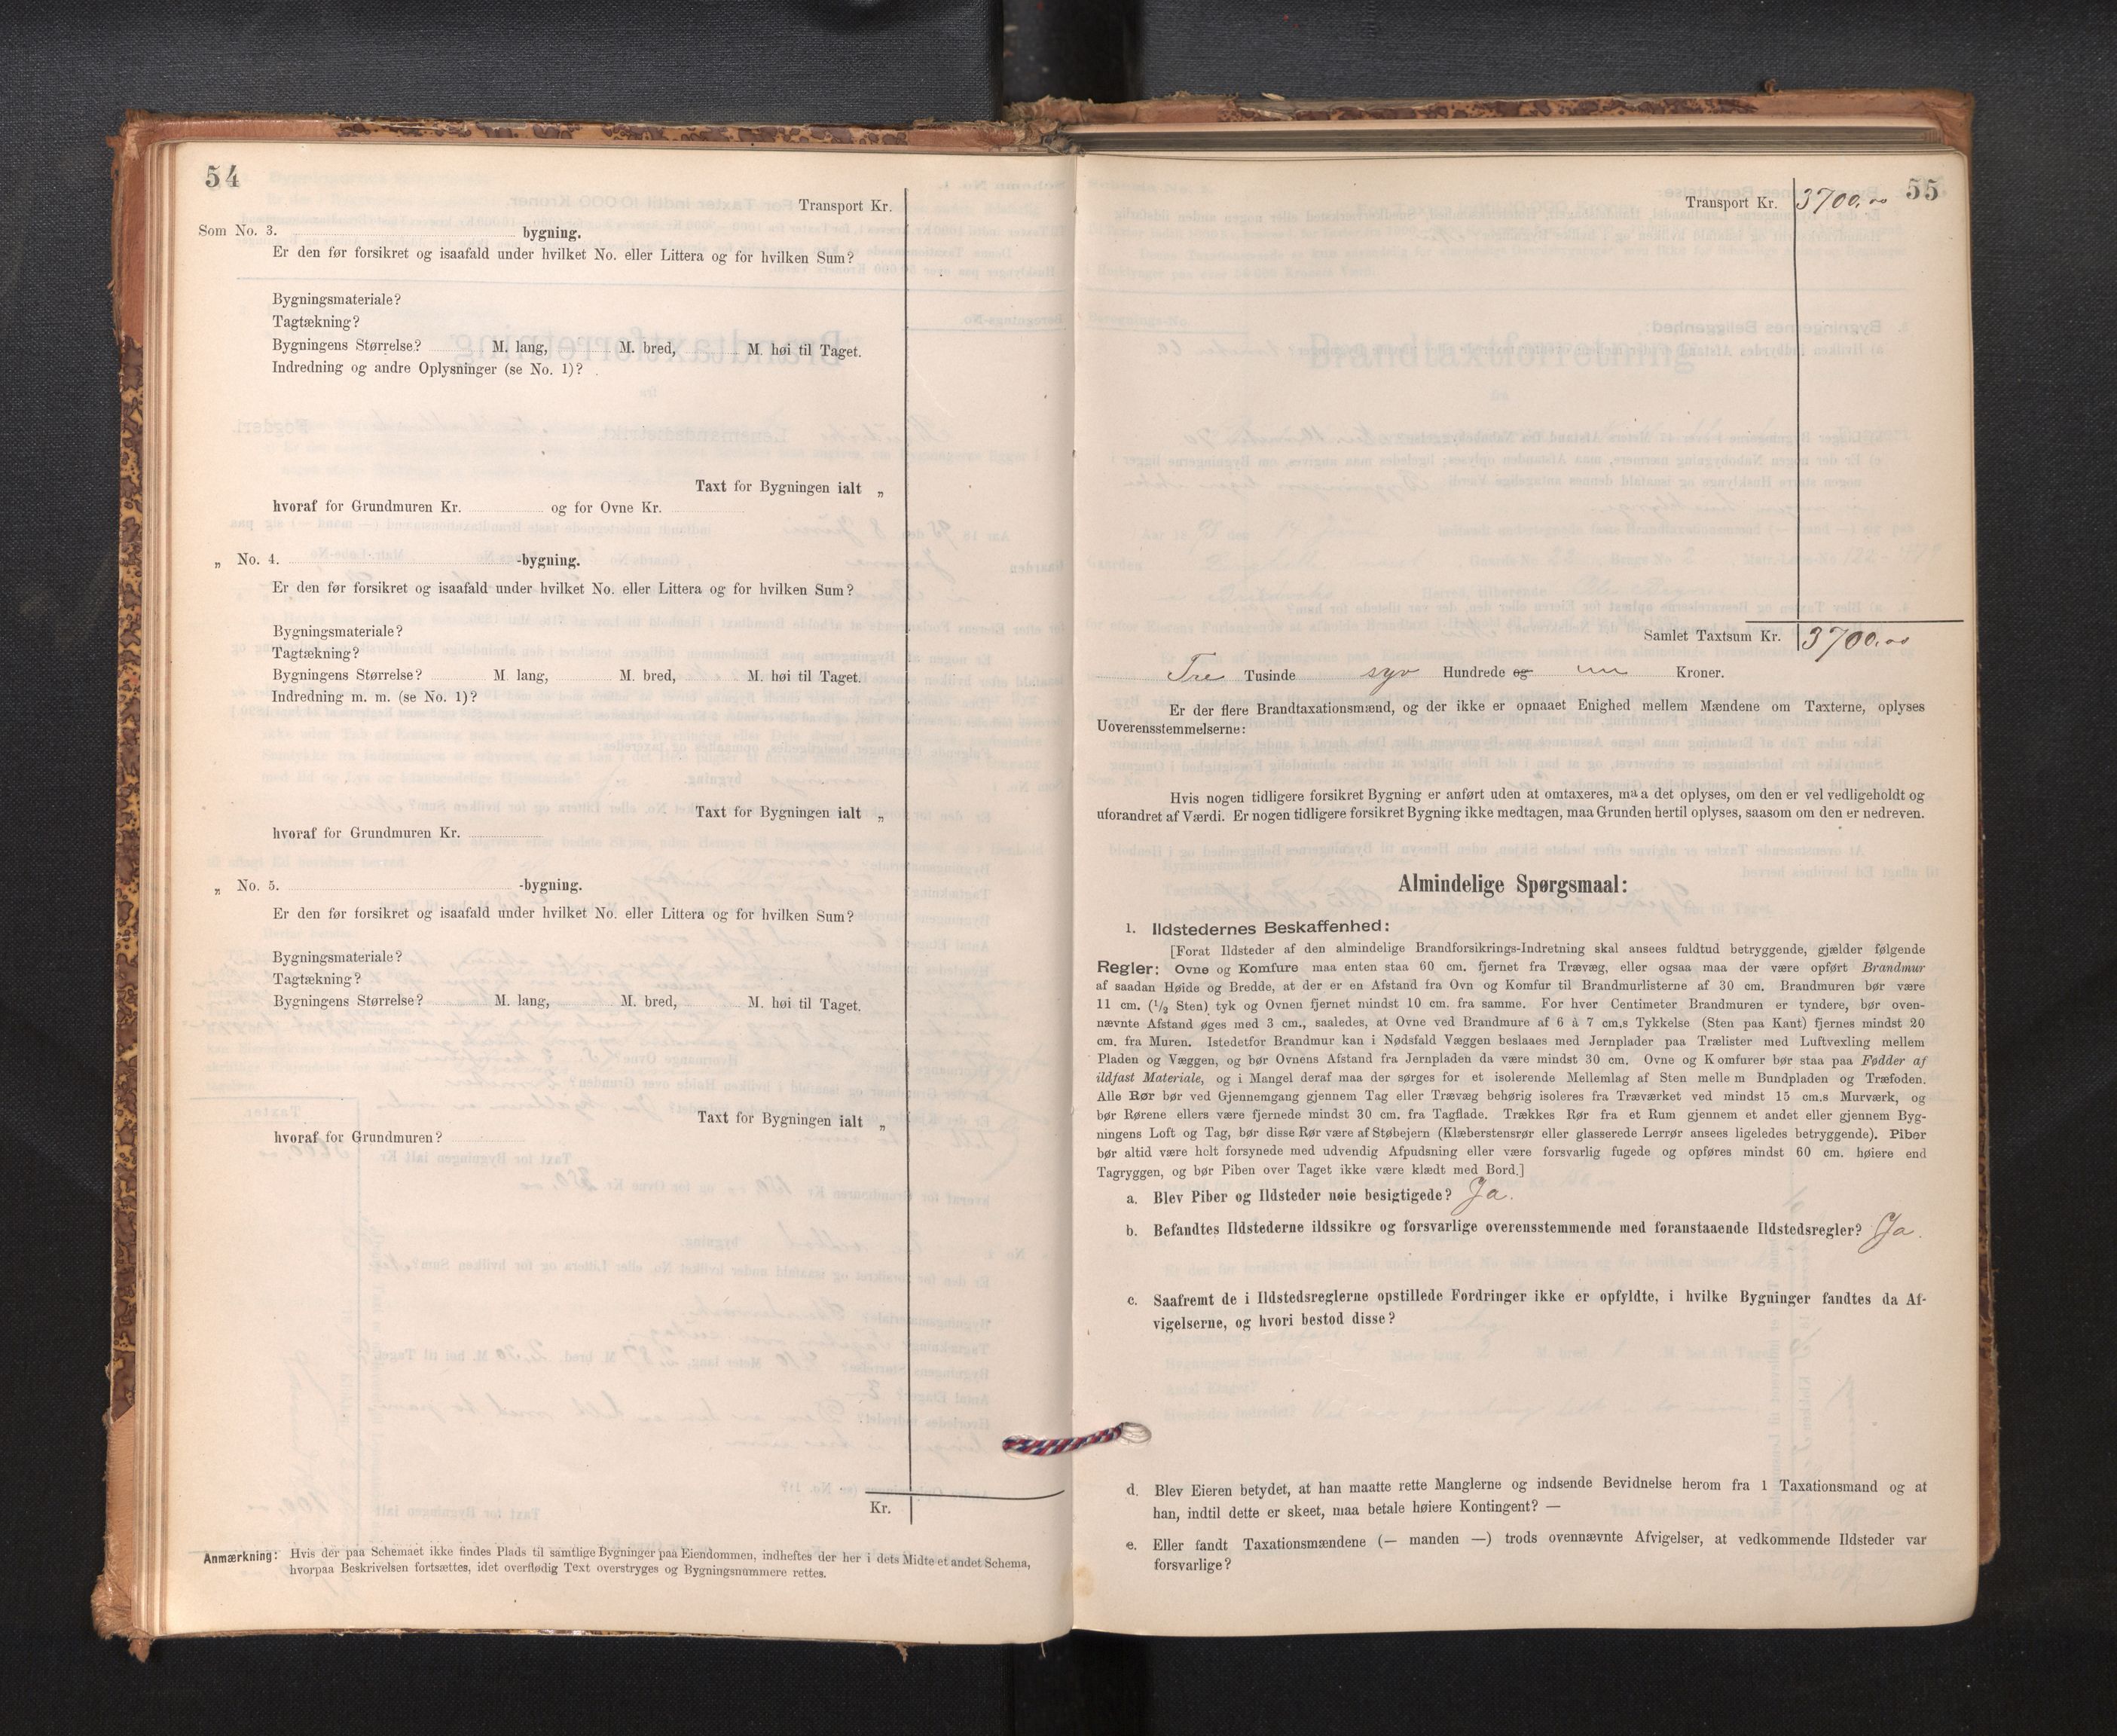 54
Transport Kr.
Som No. 3. bygning.
Er den før forsikret og isaafald under hvilket No. eller Littera og for hvilken Sum?
Bygningsmateriale?
Tagtækning?
Bygningens Størrelse? M. lang, M. bred, M. høi til Taget.
Indredning og andre Oplysninger (se No. 1)?
Taxt for Bygningen ialt „
hvoraf for Grundmuren Kr. og for Ovne Kr.
„ No. 4. -bygning.
Er den før forsikret og isaafald under hvilket No. eller Littera og for hvilken Sum?
Bygningsmateriale?
Tagtækning?
Bygningens Størrelse? M. lang, M. bred, M. høi til Taget.
Indredning m. m. (se No. 1)?
Taxt for Bygningen ialt „
hvoraf for Grundmuren Kr.
„ No. 5. -bygning.
Er den før forsikret og isaafald under hvilket No. eller Littera og for hvilken Sum?
Bygningsmateriale?
Tagtækning?
Bygningens Størrelse? M. lang, M. bred, M. høi til Taget.
Taxt for Bygningen ialt „
hvoraf for Grundmuren?
Kr.
Anmærkning: Hvis der paa Schemaet ikke findes Plads til samtlige Bygninger paa Eiendommen, indheftes der her i dets Midte et andet Schema,
hvorpaa Beskrivelsen fortsættes, idet overflødig Text overstryges og Bygningsnummere rettes.
55
Transport Kr. 3700.00
Samlet Taxtsum Kr. 3700.00
Tre Tusinde syv Hundrede og Kroner.
Er der flere Brandtaxationsmænd, og der ikke er opnaaet Enighed mellem Mændene om Taxterne, oplyses
Uoverensstemmelserne:
Hvis nogen tidligere forsikret Bygning er anført uden at omtaxeres, maa det oplyses, om den er vel vedligeholdt og
uforandret af Værdi. Er nogen tidligere forsikret Bygning ikke medtagen, maa Grunden hertil oplyses, saasom om den er nedreven.
Almindelige Spørgsmaal:
1. Ildstedernes Beskaffenhed:
[Forat Ildsteder af den almindelige Brandforsikrings-Indretning skal ansees fuldtud betryggende, gjælder følgende
Regler: Ovne og Komfure maa enten staa 60 cm. fjernet fra Trævæg, eller ogsaa maa der være opført Brandmur
af saadan Høide og Bredde, at der er en Afstand fra Ovn og Komfur til Brandmurlisterne af 30 cm. Brandmuren bør være
11 cm. (½ Sten) tyk og Ovnen fjernet mindst 10 cm. fra samme. For hver Centimeter Brandmuren er tyndere, bør oven-
nævnte Afstand øges med 3 cm., saaledes, at Ovne ved Brandmure af 6 à 7 cm.s Tykkelse (Sten paa Kant) fjernes mindst 20
cm. fra Muren. Istedetfor Brandmur kan i Nødsfald Væggen beslaaes med Jernplader paa Trælister med Luftvexling mellem
Pladen og Væggen, og bør Ovnens Afstand fra Jernpladen da være mindst 30 cm. Ovne og Komfurer bør staa paa Fødder af
ildfast Materiale, og i Mangel deraf maa der sørges for et isolerende Mellemlag af Sten mellem Bundpladen og Træfoden.
Alle Rør bør ved Gjennemgang gjennem Tag eller Trævæg behørig isoleres fra Træværket ved mindst 15 cm.s Murværk, og
bør Rørene ellers være fjernede mindst 30 cm. fra Tagflade. Trækkes Rør fra et Rum gjennem et andet eller gjennem Byg-
ningens Loft og Tag, bør disse Rør være af Støbejern (Klæberstensrør eller glasserede Lerrør ansees ligeledes betryggende). Piber
bør altid være holt forsynede med udvendig Afpudsning eller være forsvarlig fugede og opføres mindst 60 cm. høiere end
Tagryggen, og bør Piben over Taget ikke være klædt med Bord.]
a. Blev Piber og Ildsteder nøie besigtigede? Ja.
b. Befandtes Ildstederne ildssikre og forsvarlige overensstemmende med foranstaaende Ildstedsregler? Ja.
c. Saafremt de i Ildstedsreglerne opstillede Fordringer ikke er opfyldte, i hvilke Bygninger fandtes da Af-
vigelserne, og hvori bestod disse?
d. Blev Eieren betydet, at han maatte rette Manglerne og indsende Bevidnelse herom fra 1 Taxationsmand og at
han, indtil dette er skeet, maa betale høiere Kontingent? —
e. Eller fandt Taxationsmændene (— manden —) trods ovennævnte Afvigelser, at vedkommende Ildsteder var
forsvarlige?